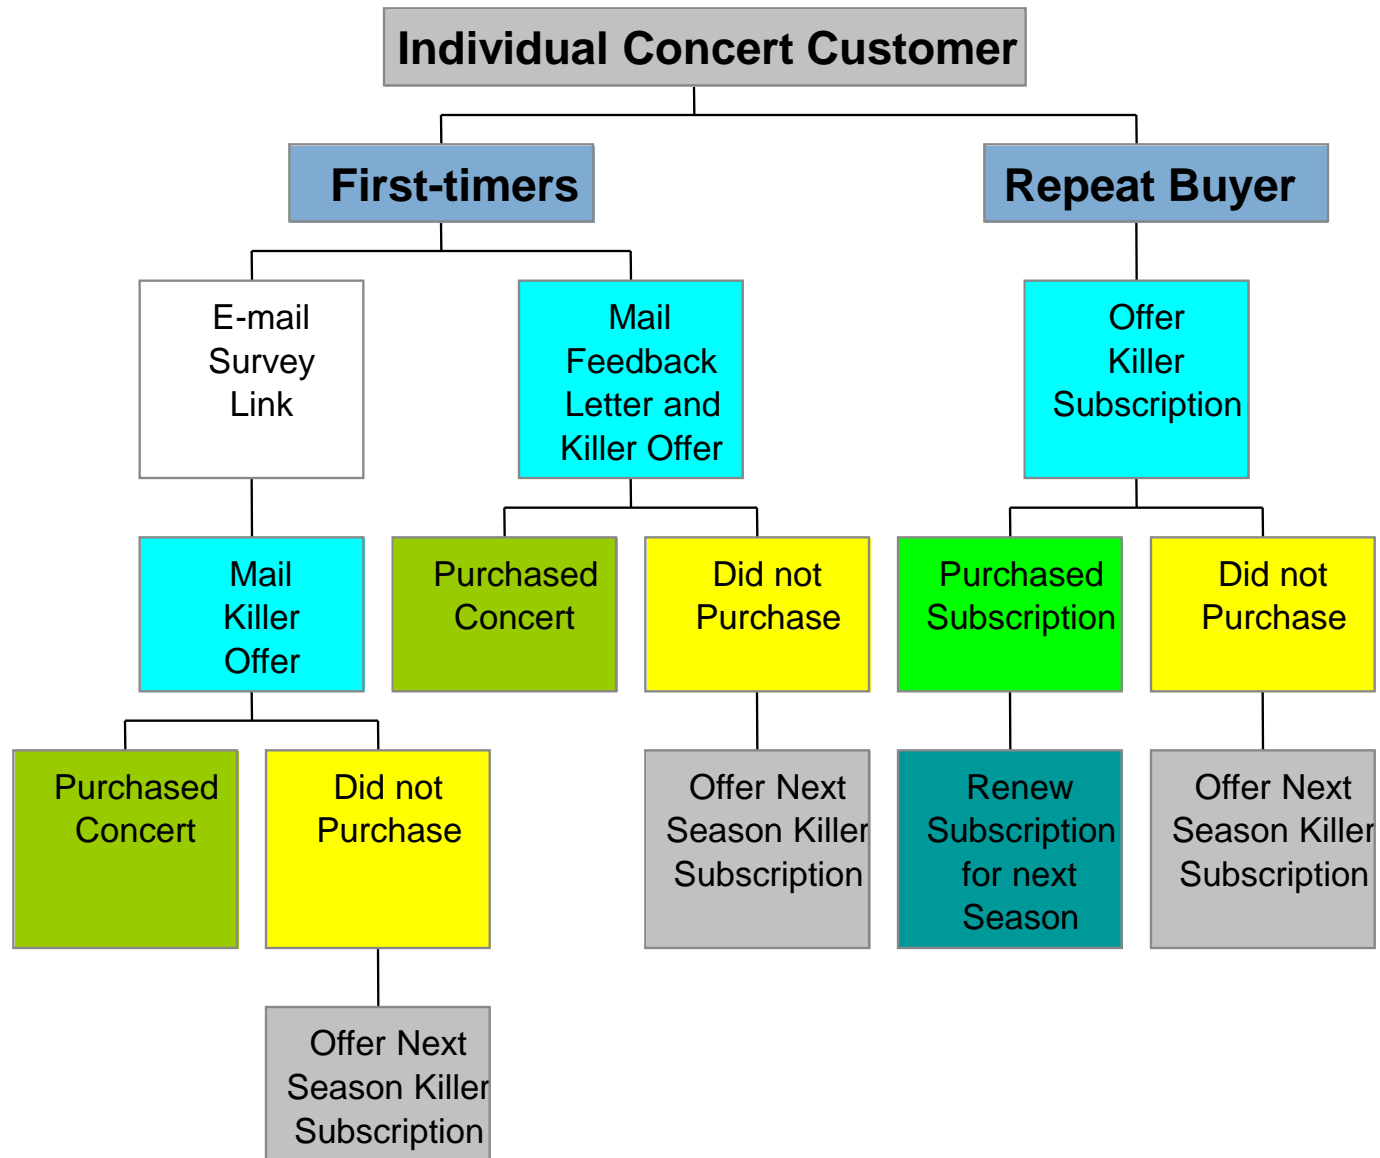 Individual Concert Customer
First-timers
Repeat Buyer
E-mail
Survey
Link
Mail
Feedback
Letter and
Killer Offer
Offer
Killer
Subscription
Mail
Killer
Offer
Purchased
Concert
Did not
Purchase
Purchased
Subscription
Did not
Purchase
Purchased
Concert
Did not
Purchase
Offer Next
Season Killer
Subscription
Renew
Subscription
for next
Season
Offer Next
Season Killer
Subscription
Offer Next
Season Killer
Subscription